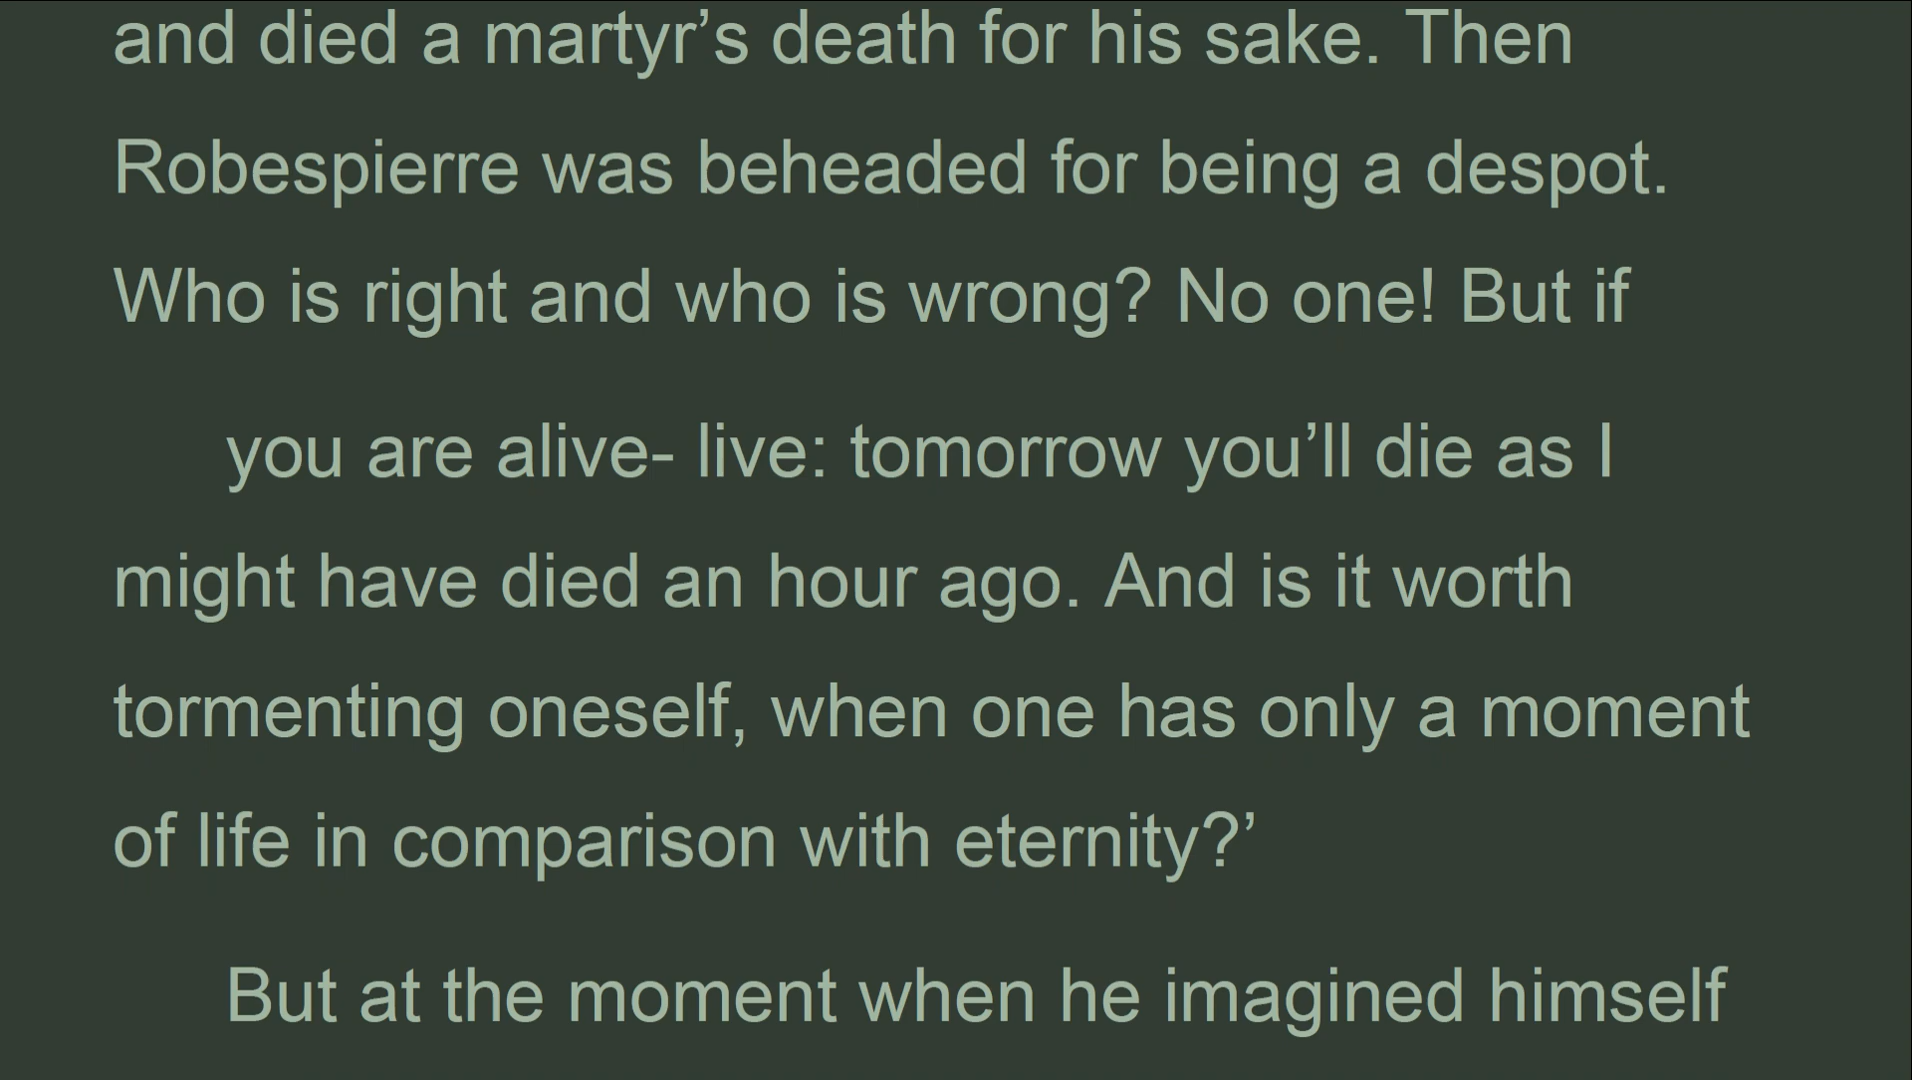 and died a martyr’s death for his sake. Then
Robespierre was beheaded for being a despot.
Who is right and who is wrong? No one! But if
you are alive- live: tomorrow you’ll die as I
might have died an hour ago. And is it worth
tormenting oneself, when one has only a moment
of life in comparison with eternity?’
But at the moment when he imagined himself